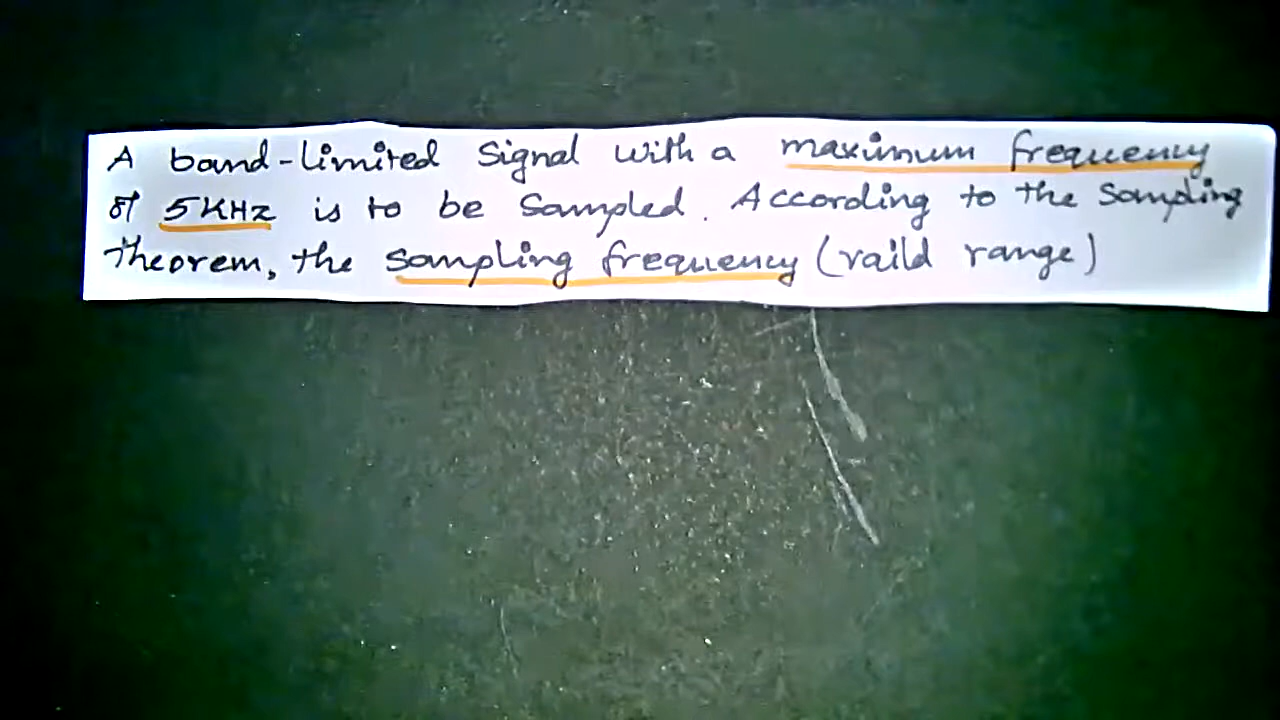 A band-limited Signal with a maximum frequency
of 5KHz is to be Sampled. According to the Sampling
theorem, the sampling frequency (vaild range)